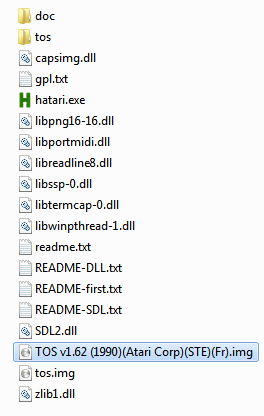 doc
tos
capsimg.dll
gpl.txt
hatari.exe
libpng16-16.dll
libportmidi.dll
libreadline8.dll
libssp-0.dll
libtermcap-0.dll
libwinpthread-1.dll
readme.txt
README-DLL.txt
README-first.txt
README-SDL.txt
SDL2.dll
TOS v1.62 (1990)(Atari Corp)(STE)(Fr).img
tos.img
zlib1.dll